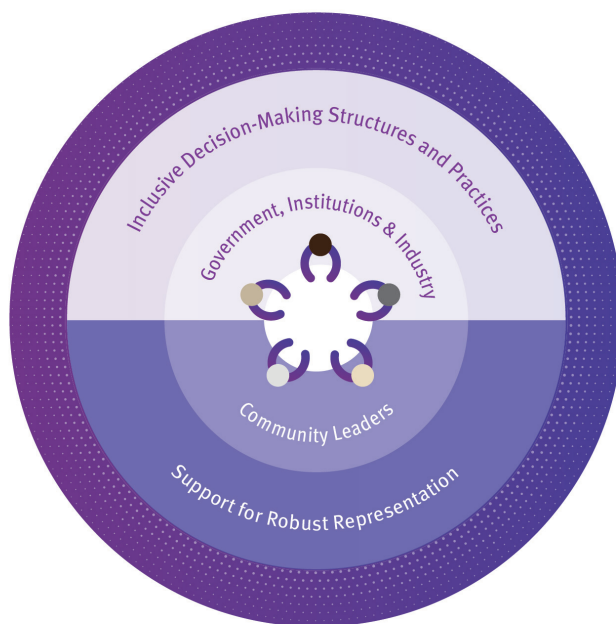 Inclusive Decision-Making Structures and Practices
Government, Institutions & Industry
Community Leaders
Support for Robust Representation